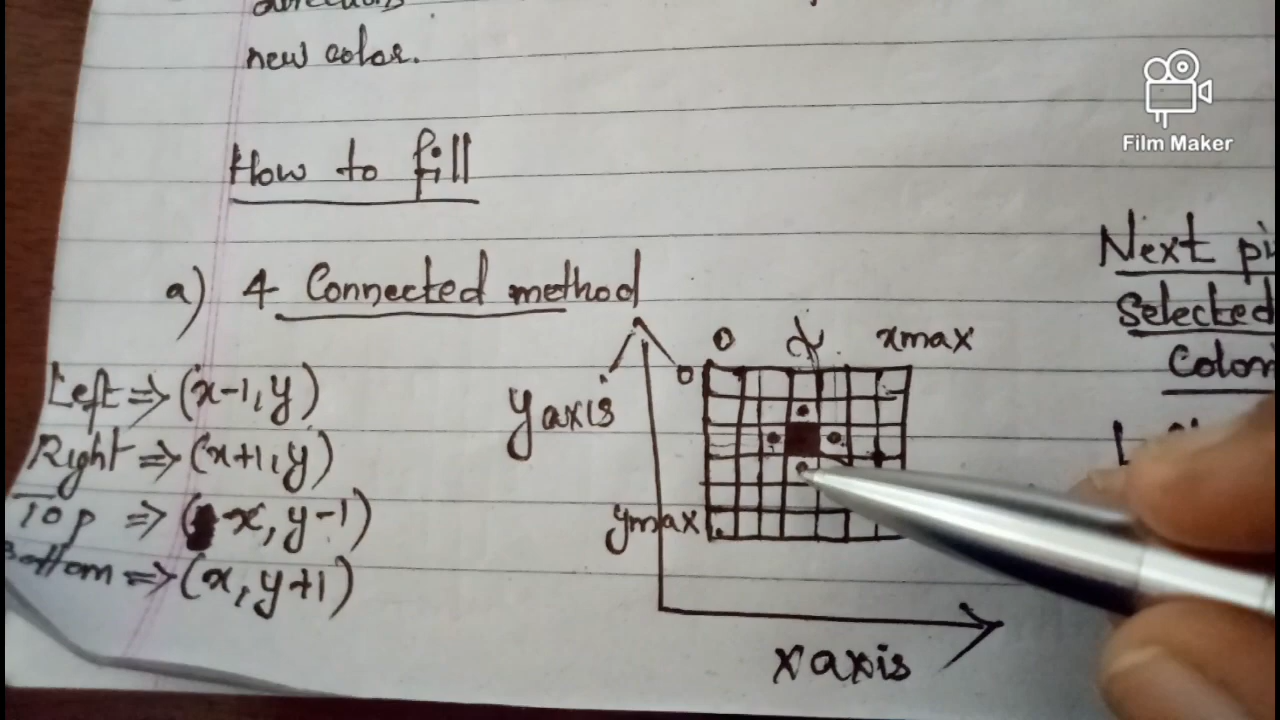 new color.
Film Maker
How to fill
a) 4 Connected method
Next
Selected
0 x xmax
0
Left => (x-1, y)
y axis
Right => (x+1, y)
Top => (x, y-1)
ymax
Bottom => (x, y+1)
x axis